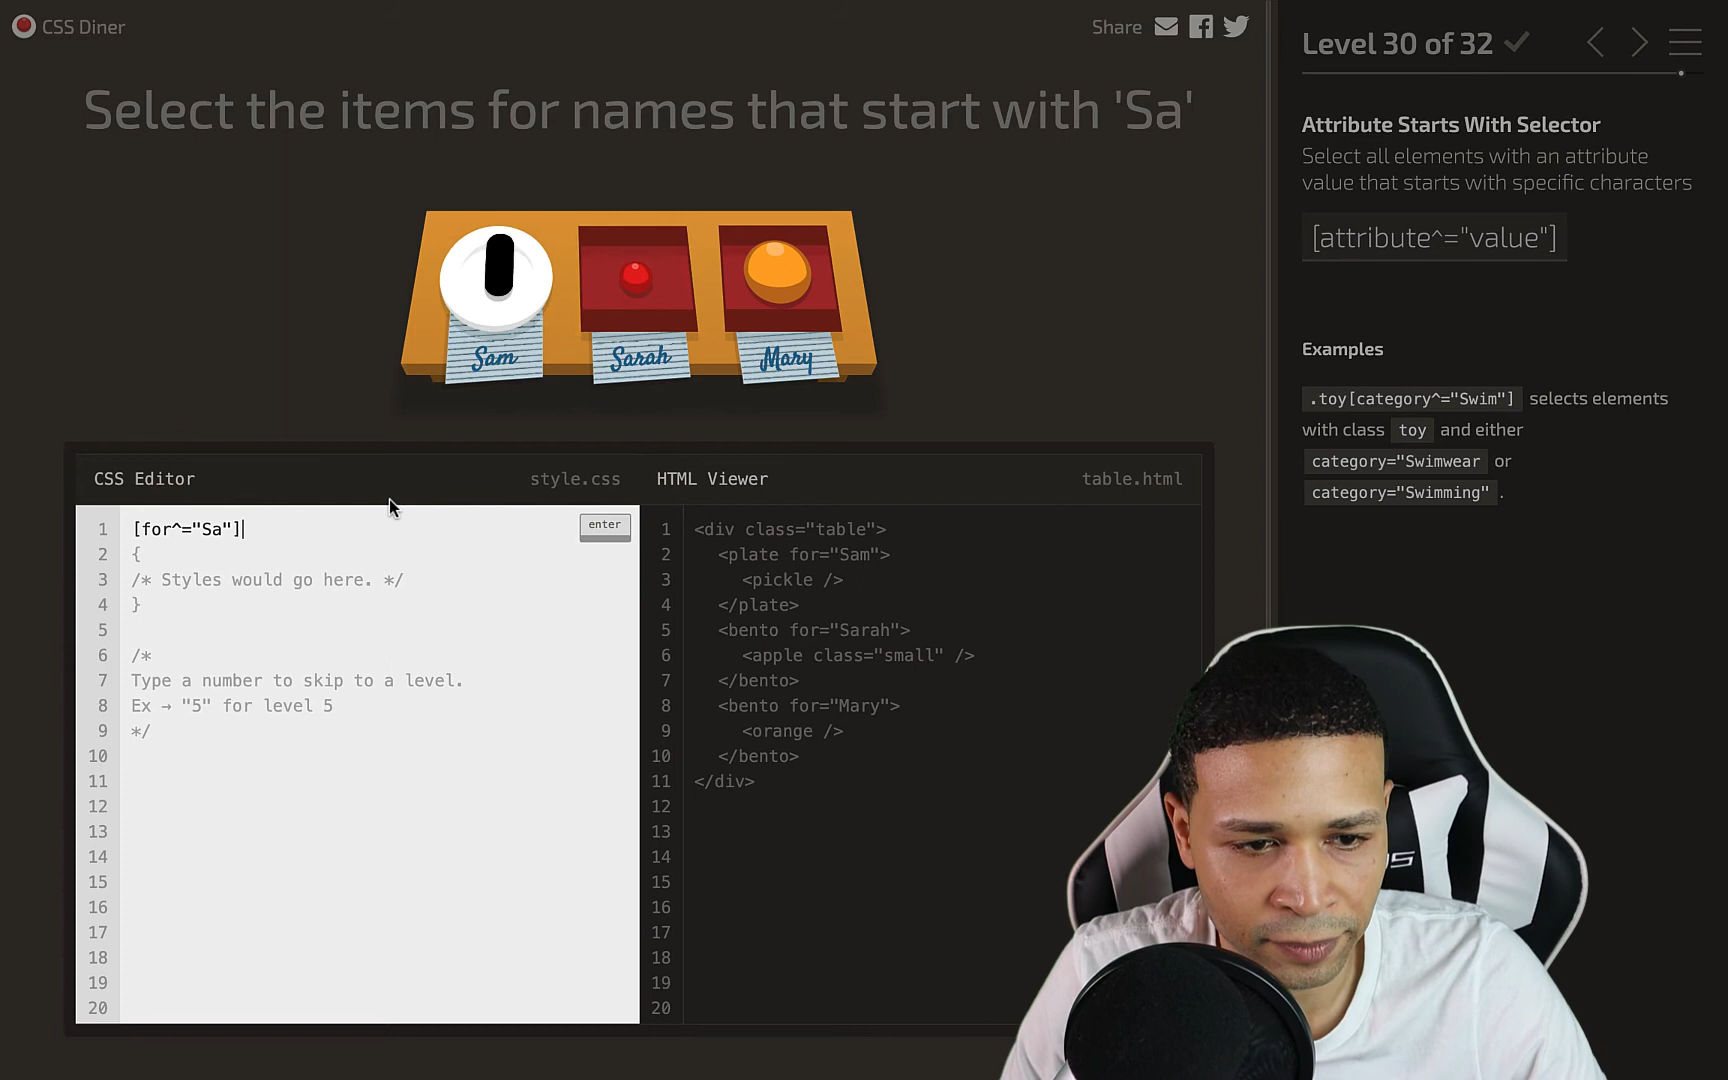 CSS Diner
Share
Select the items for names that start with 'Sa'
Sam
Sarah
Mary
CSS Editor
style.css
1 [for^="Sa"]
enter
2 {
3 /* Styles would go here. */
4 }
5
6 /*
7 Type a number to skip to a level.
8 Ex → "5" for level 5
9 */
10
11
12
13
14
15
16
17
18
19
20
HTML Viewer
table.html
1 <div class="table">
2 <plate for="Sam">
3 <pickle />
4 </plate>
5 <bento for="Sarah">
6 <apple class="small" />
7 </bento>
8 <bento for="Mary">
9 <orange />
10 </bento>
11 </div>
12
13
14
15
16
17
18
19
20
Level 30 of 32
Attribute Starts With Selector
Select all elements with an attribute
value that starts with specific characters
[attribute^="value"]
Examples
.toy[category^="Swim"] selects elements
with class toy and either
category="Swimwear or
category="Swimming" .